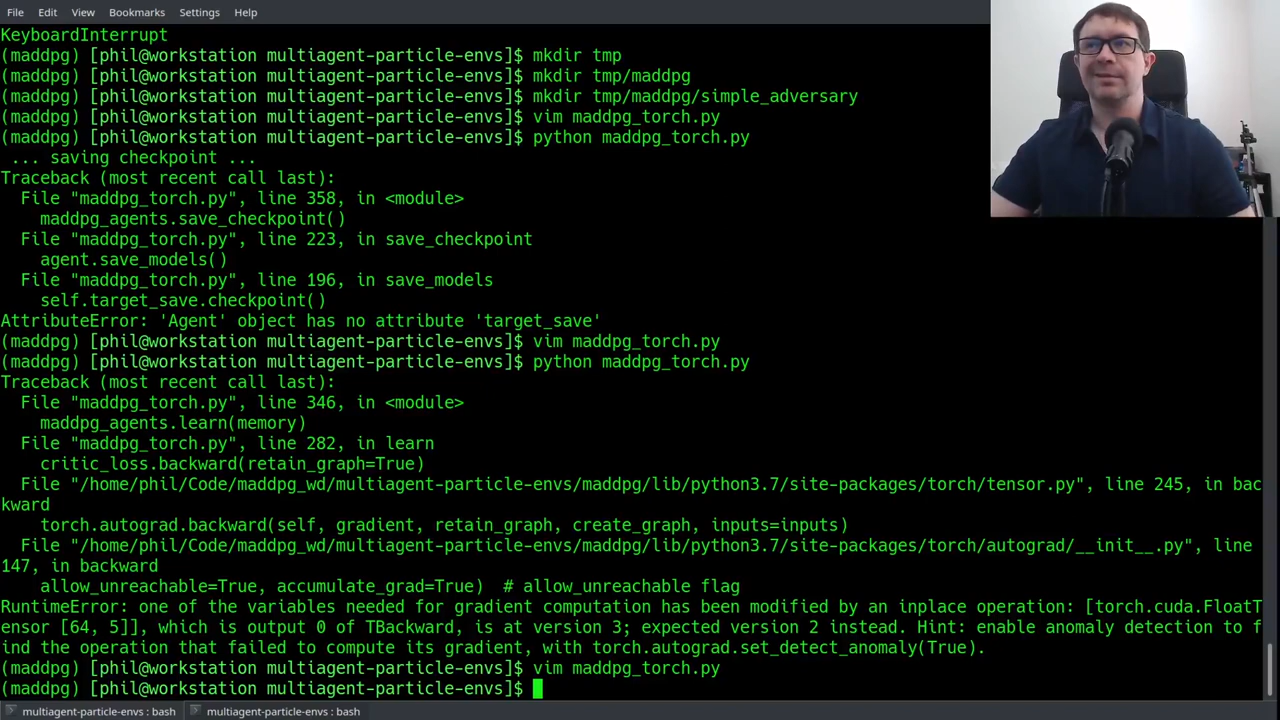 File Edit View Bookmarks Settings Help
KeyboardInterrupt
(maddpg) [phil@workstation multiagent-particle-envs]$ mkdir tmp
(maddpg) [phil@workstation multiagent-particle-envs]$ mkdir tmp/maddpg
(maddpg) [phil@workstation multiagent-particle-envs]$ mkdir tmp/maddpg/simple_adversary
(maddpg) [phil@workstation multiagent-particle-envs]$ vim maddpg_torch.py
(maddpg) [phil@workstation multiagent-particle-envs]$ python maddpg_torch.py
... saving checkpoint ...
Traceback (most recent call last):
File "maddpg_torch.py", line 358, in <module>
maddpg_agents.save_checkpoint()
File "maddpg_torch.py", line 223, in save_checkpoint
agent.save_models()
File "maddpg_torch.py", line 196, in save_models
self.target_save.checkpoint()
AttributeError: 'Agent' object has no attribute 'target_save'
(maddpg) [phil@workstation multiagent-particle-envs]$ vim maddpg_torch.py
(maddpg) [phil@workstation multiagent-particle-envs]$ python maddpg_torch.py
Traceback (most recent call last):
File "maddpg_torch.py", line 346, in <module>
maddpg_agents.learn(memory)
File "maddpg_torch.py", line 282, in learn
critic_loss.backward(retain_graph=True)
File "/home/phil/Code/maddpg_wd/multiagent-particle-envs/maddpg/lib/python3.7/site-packages/torch/tensor.py", line 245, in bac
kward
torch.autograd.backward(self, gradient, retain_graph, create_graph, inputs=inputs)
File "/home/phil/Code/maddpg_wd/multiagent-particle-envs/maddpg/lib/python3.7/site-packages/torch/autograd/__init__.py", line
147, in backward
allow_unreachable=True, accumulate_grad=True)  # allow_unreachable flag
RuntimeError: one of the variables needed for gradient computation has been modified by an inplace operation: [torch.cuda.FloatT
ensor [64, 5]], which is output 0 of TBackward, is at version 3; expected version 2 instead. Hint: enable anomaly detection to f
ind the operation that failed to compute its gradient, with torch.autograd.set_detect_anomaly(True).
(maddpg) [phil@workstation multiagent-particle-envs]$ vim maddpg_torch.py
(maddpg) [phil@workstation multiagent-particle-envs]$
multiagent-particle-envs : bash multiagent-particle-envs : bash